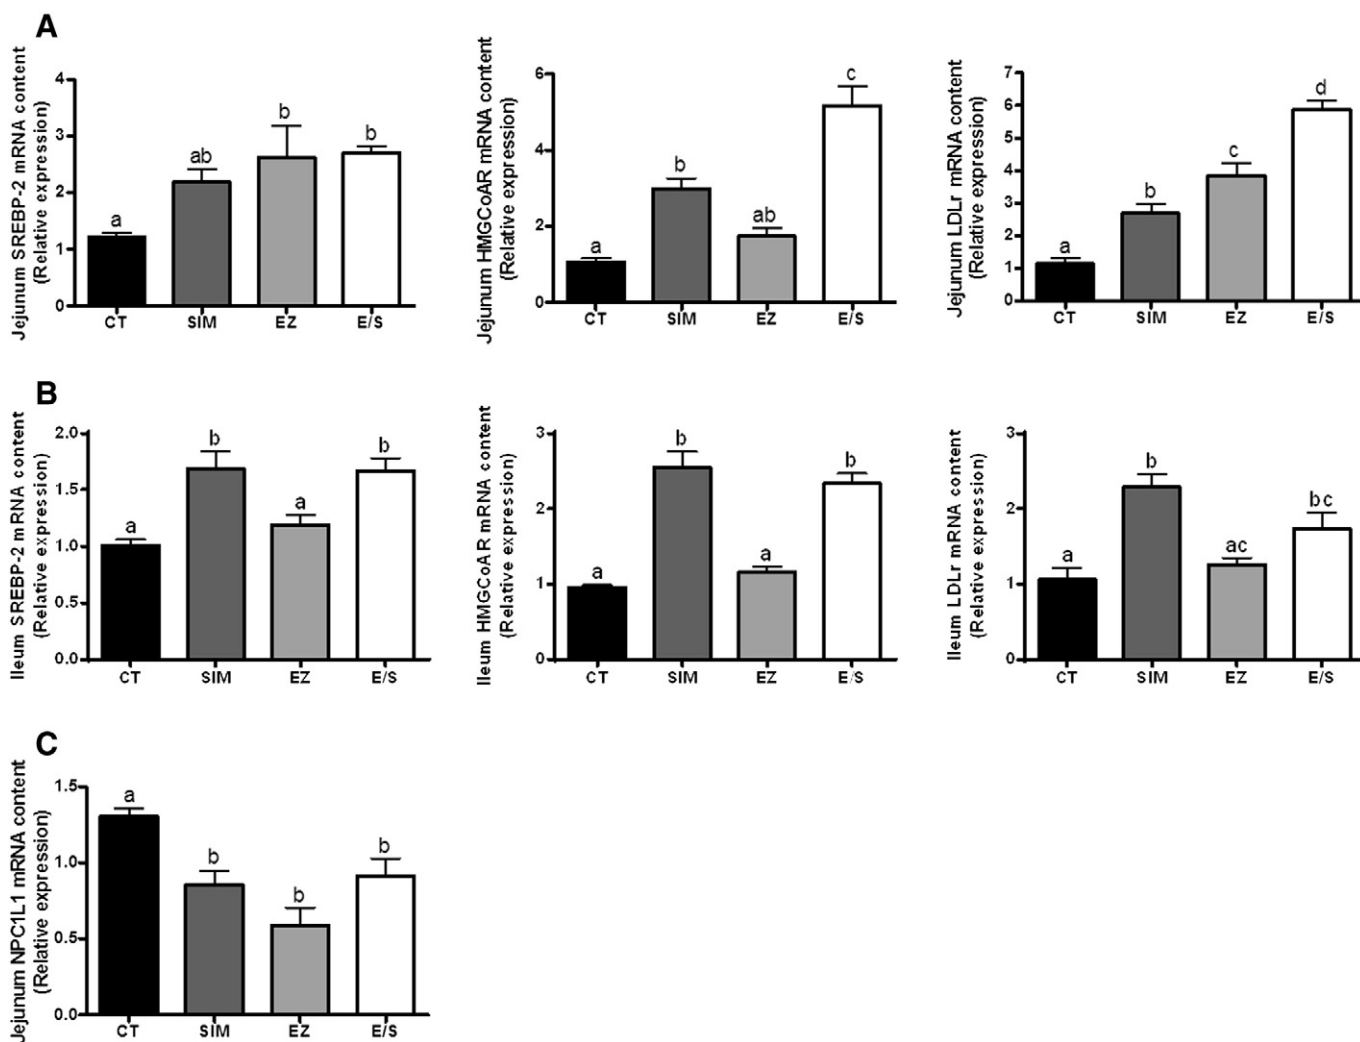 A
Jejunum SREBP-2 mRNA content
(Relative expression)
4
3
2
1
0
a
ab
b
b
CT SIM EZ E/S
Jejunum HMGCoAR mRNA content
(Relative expression)
6
4
2
0
a
b
ab
c
CT SIM EZ E/S
Jejunum LDLr mRNA content
(Relative expression)
7
6
5
4
3
2
1
0
a
b
c
d
CT SIM EZ E/S
B
Ileum SREBP-2 mRNA content
(Relative expression)
2.0
1.5
1.0
0.5
0.0
a
b
a
b
CT SIM EZ E/S
Ileum HMGCoAR mRNA content
(Relative expression)
3
2
1
0
a
b
a
b
CT SIM EZ E/S
Ileum LDLr mRNA content
(Relative expression)
3
2
1
0
a
b
ac
bc
CT SIM EZ E/S
C
Jejunum NPC1L1 mRNA content
(Relative expression)
1.5
1.0
0.5
0.0
a
b
b
b
CT SIM EZ E/S